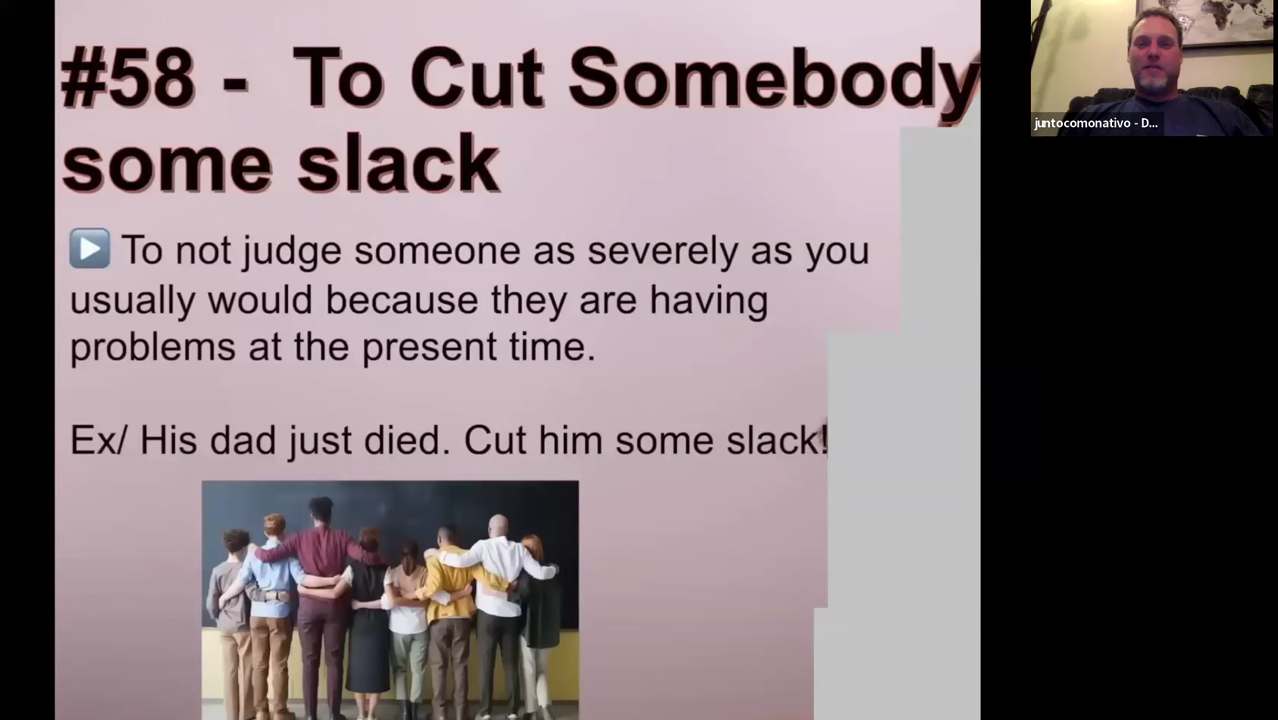 #58 - To Cut Somebody
some slack
▶️ To not judge someone as severely as you
usually would because they are having
problems at the present time.
Ex/ His dad just died. Cut him some slack!
juntocomonativo - D...